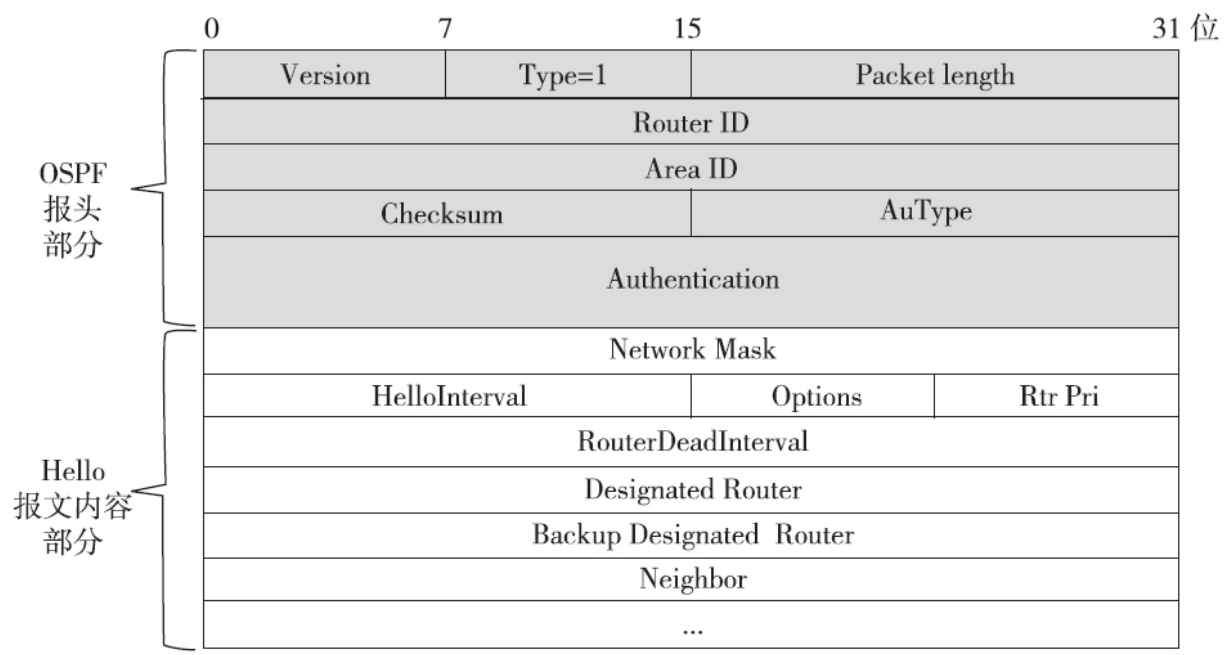 0 7 15 31 位
Version Type=1 Packet length
Router ID
Area ID
OSPF
报头
部分
Checksum AuType
Authentication
Network Mask
HelloInterval Options Rtr Pri
RouterDeadInterval
Hello
报文内容
部分
Designated Router
Backup Designated Router
Neighbor
...